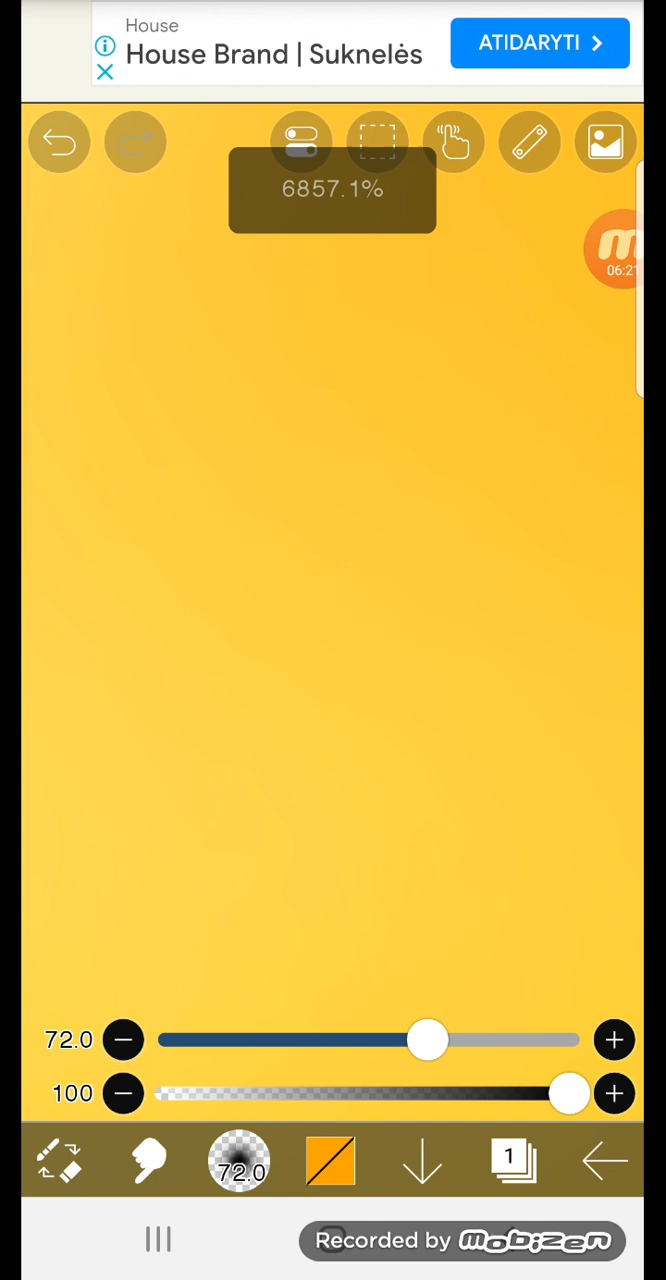 House
House Brand | Suknelės
ATIDARYTI
6857.1%
06:21
72.0
100
72.0
1
Recorded by mobizen